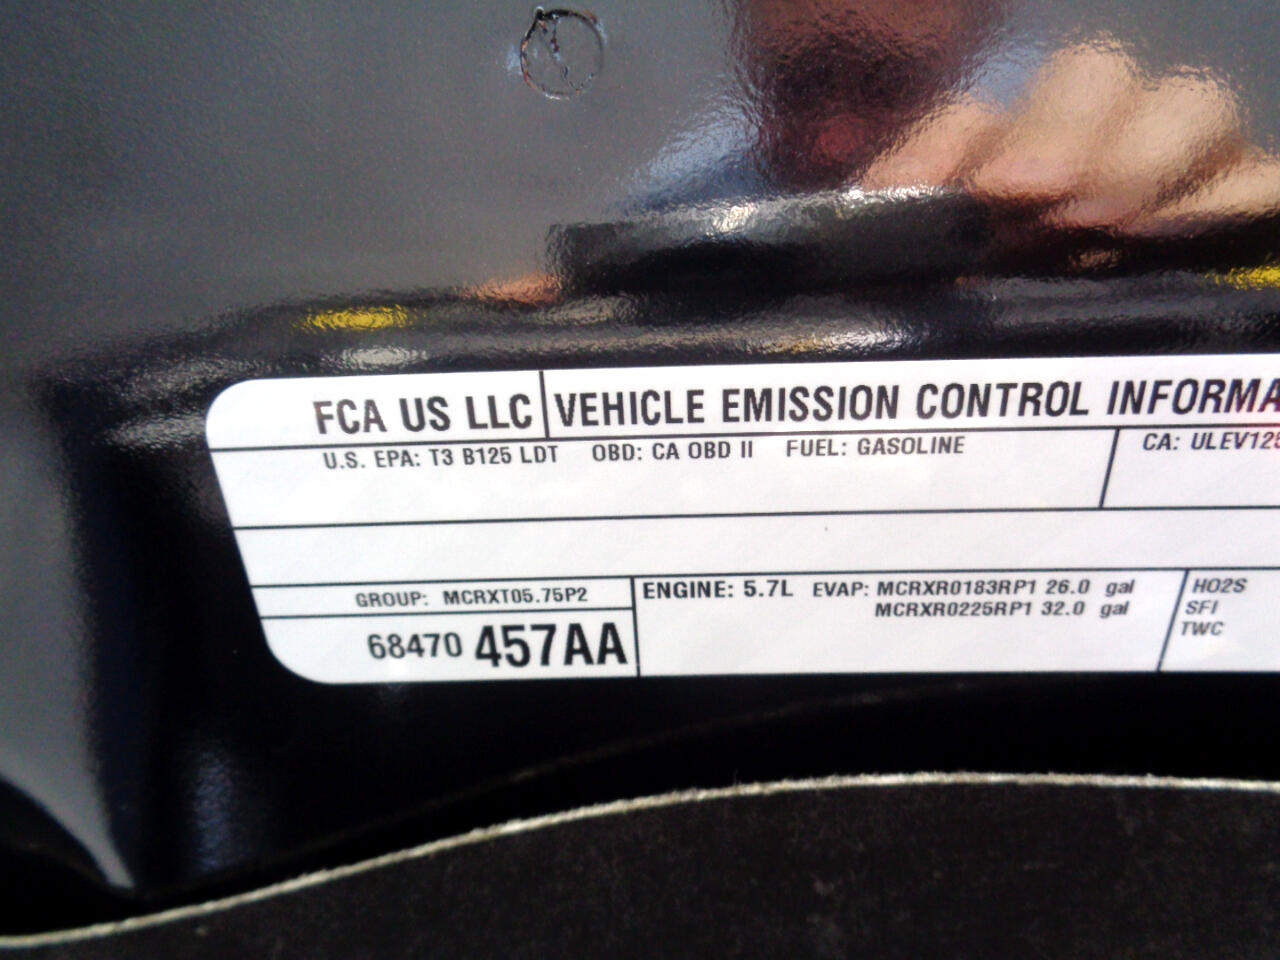 FCA US LLC VEHICLE EMISSION CONTROL INFORMA
U.S. EPA: T3 B125 LDT OBD: CA OBD II FUEL: GASOLINE CA: ULEV125
GROUP: MCRXT05.75P2
68470 457AA
ENGINE: 5.7L EVAP: MCRXR0183RP1 26.0 gal
MCRXR0225RP1 32.0 gal
HO2S
SFI
TWC